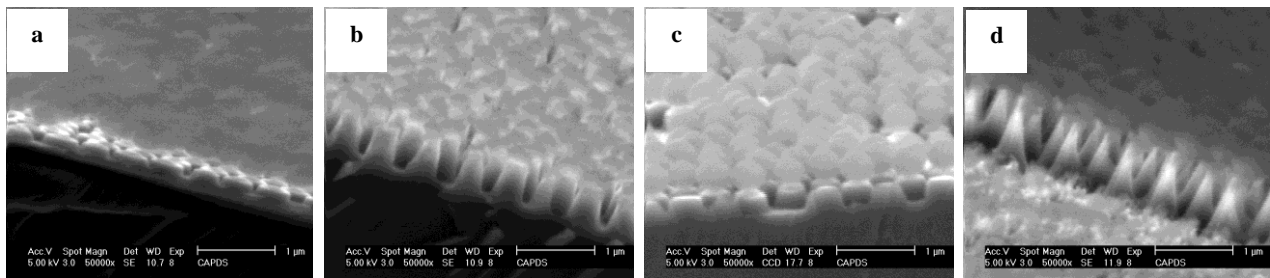 a
Acc.V Spot Magn Det WD Exp
5.00 kV 3.0 50000x SE 10.7 8 CAPDS
1 µm
b
Acc.V Spot Magn Det WD Exp
5.00 kV 3.0 50000x SE 10.9 8 CAPDS
1 µm
c
Acc.V Spot Magn Det WD Exp
5.00 kV 3.0 50000x CCD 17.7 8 CAPDS
1 µm
d
Acc.V Spot Magn Det WD Exp
5.00 kV 3.0 50000x SE 11.9 8 CAPDS
1 µm